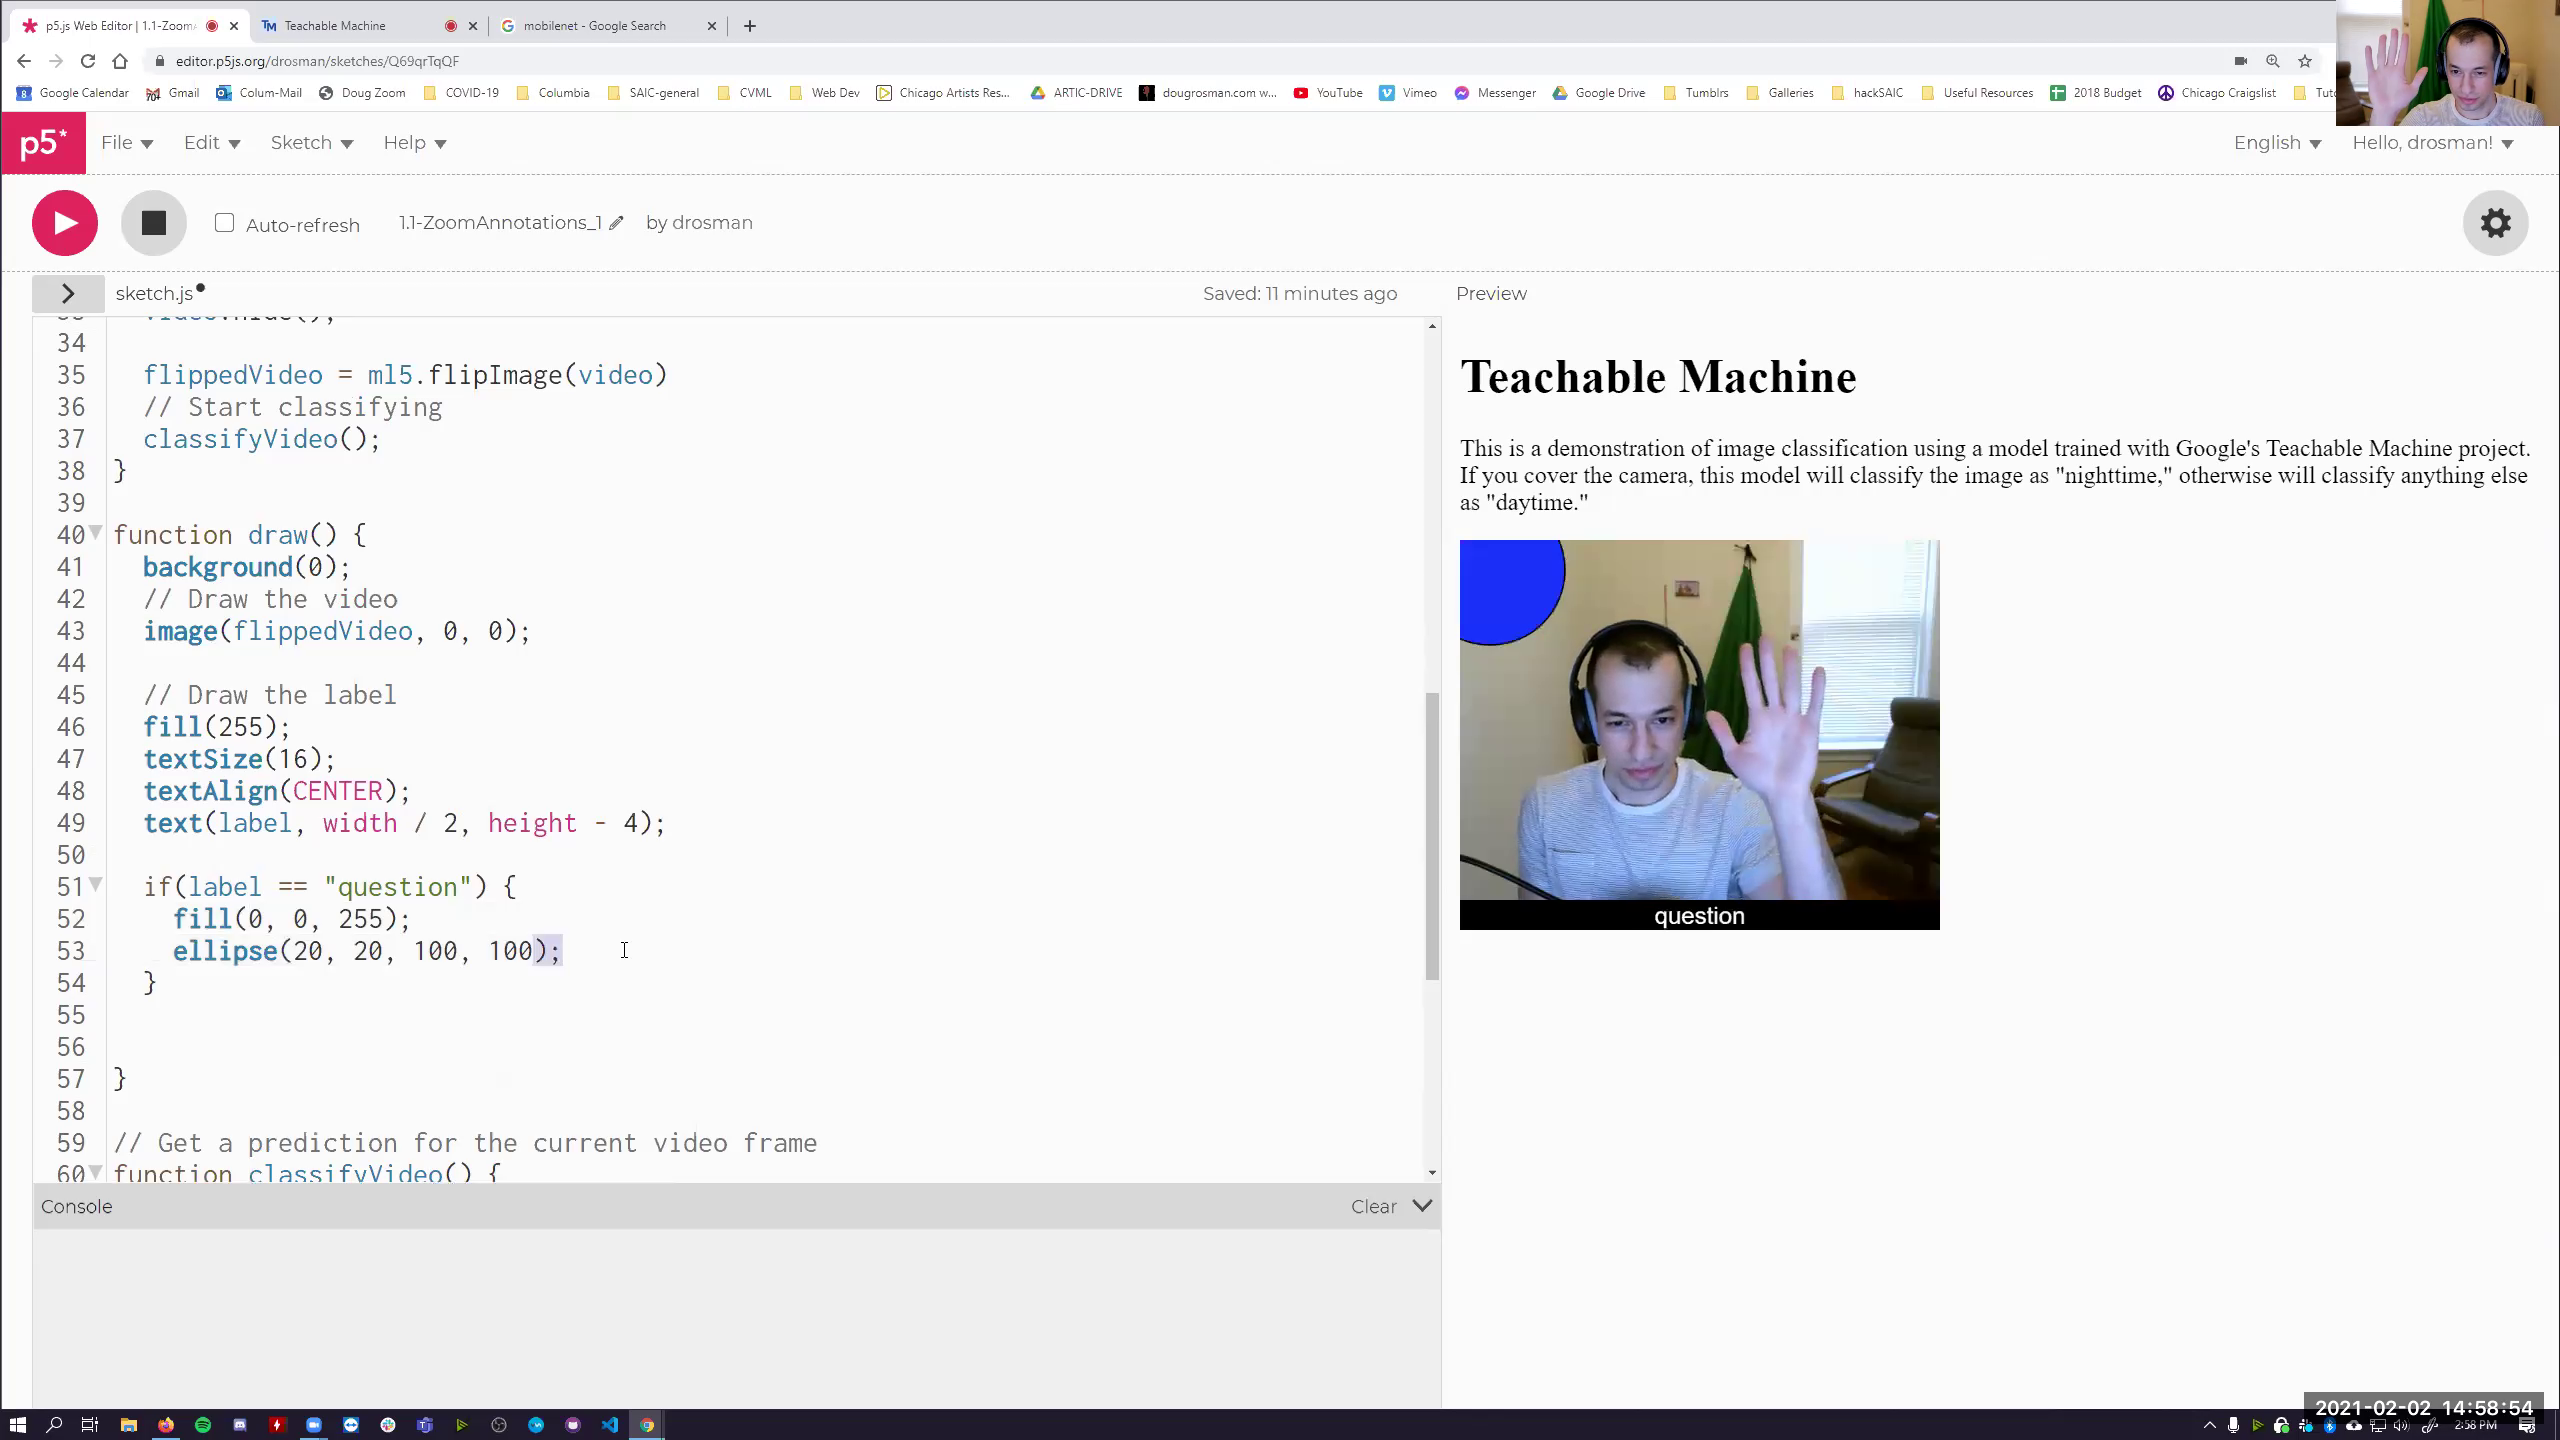 p5.js Web Editor | 1.1-ZoomA
Teachable Machine
mobilenet - Google Search
editor.p5js.org/drosman/sketches/Q69qrTqQF
Google Calendar
Gmail
Colum-Mail
Doug Zoom
COVID-19
Columbia
SAIC-general
CVML
Web Dev
Chicago Artists Res...
ARTIC-DRIVE
dougrosman.com w...
YouTube
Vimeo
Messenger
Google Drive
Tumblrs
Galleries
hackSAIC
Useful Resources
2018 Budget
Chicago Craigslist
p5*
File
Edit
Sketch
Help
English
Hello, drosman!
Auto-refresh
1.1-ZoomAnnotations_1
by drosman
sketch.js
Saved: 11 minutes ago
Preview
34
35 flippedVideo = ml5.flipImage(video)
36 // Start classifying
37 classifyVideo();
38 }
39
40 function draw() {
41 background(0);
42 // Draw the video
43 image(flippedVideo, 0, 0);
44
45 // Draw the label
46 fill(255);
47 textSize(16);
48 textAlign(CENTER);
49 text(label, width / 2, height - 4);
50
51 if(label == "question") {
52 fill(0, 0, 255);
53 ellipse(20, 20, 100, 100);
54 }
55
56
57 }
58
59 // Get a prediction for the current video frame
60 function classifyVideo() {
Console
Clear
Teachable Machine
This is a demonstration of image classification using a model trained with Google's Teachable Machine project.
If you cover the camera, this model will classify the image as "nighttime," otherwise will classify anything else
as "daytime."
question
2021-02-02 14:58:54
2:58 PM